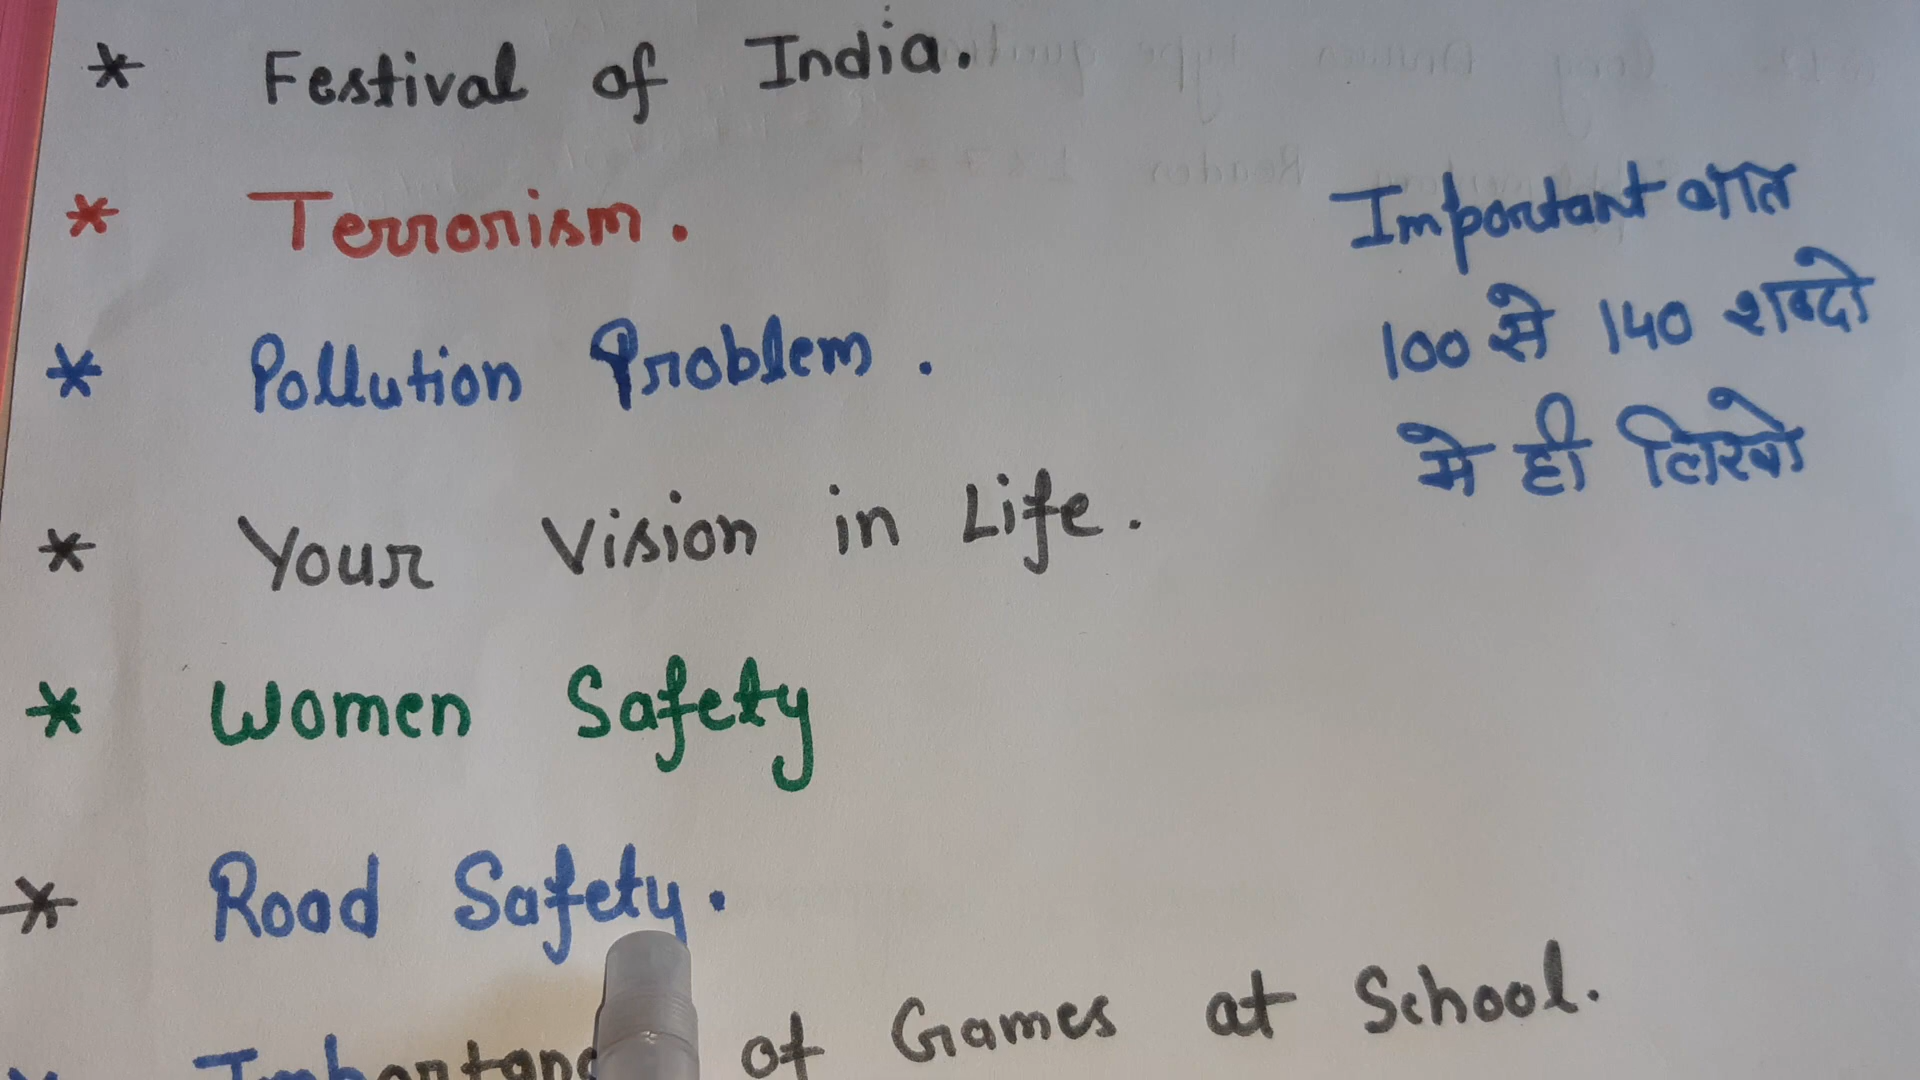 * Festival of India.
* Terrorism.
* Pollution Problem.
* Your Vision in Life.
* Women Safety
* Road Safety.
of Games at School.
Important बात
100 से 140 शब्दो
मे ही लिखो